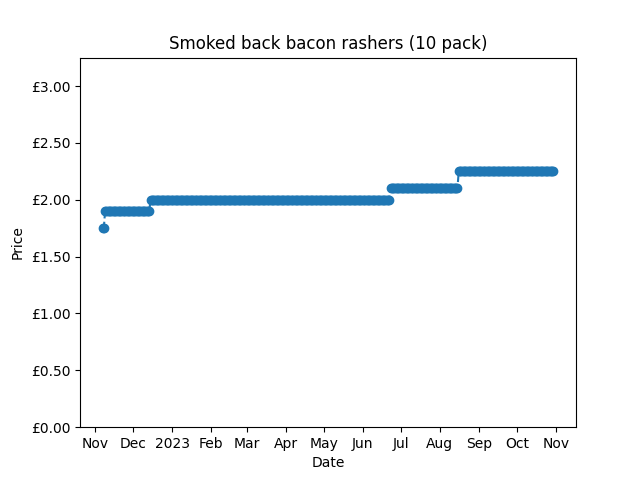 Smoked back bacon rashers (10 pack)
£3.00
£2.50
£2.00
£1.50
£1.00
£0.50
£0.00
Price
Nov Dec 2023 Feb Mar Apr May Jun Jul Aug Sep Oct Nov
Date